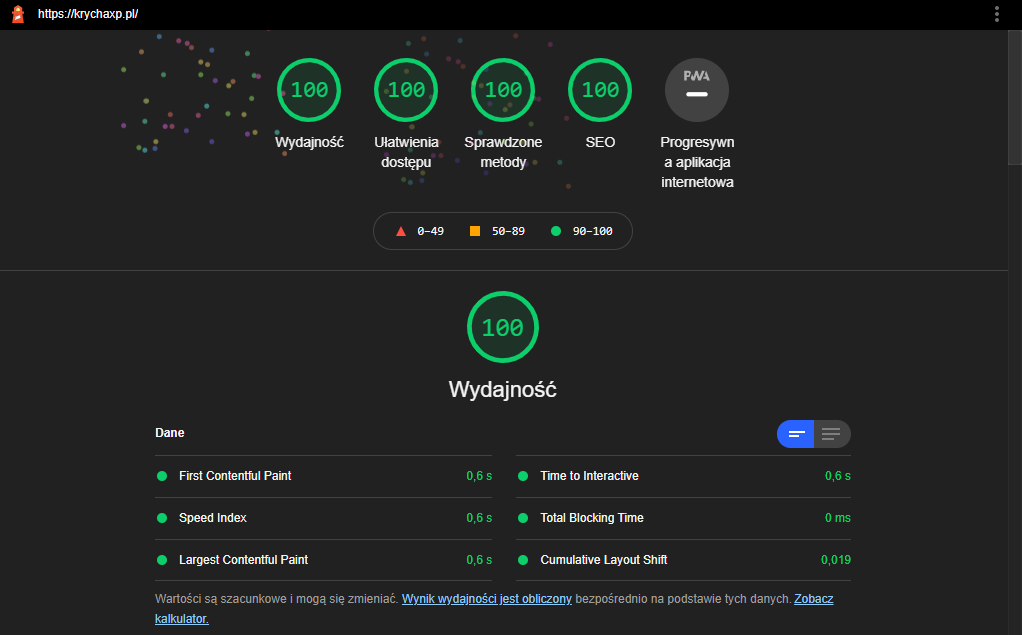 https://krychaxp.pl/
100 100 100 100 PWA
Wydajność Ułatwienia Sprawdzone SEO Progresywn
dostępu metody a aplikacja
internetowa
0–49 50–89 90–100
100
Wydajność
Dane
First Contentful Paint 0,6 s Time to Interactive 0,6 s
Speed Index 0,6 s Total Blocking Time 0 ms
Largest Contentful Paint 0,6 s Cumulative Layout Shift 0,019
Wartości są szacunkowe i mogą się zmieniać. Wynik wydajności jest obliczony bezpośrednio na podstawie tych danych. Zobacz
kalkulator.